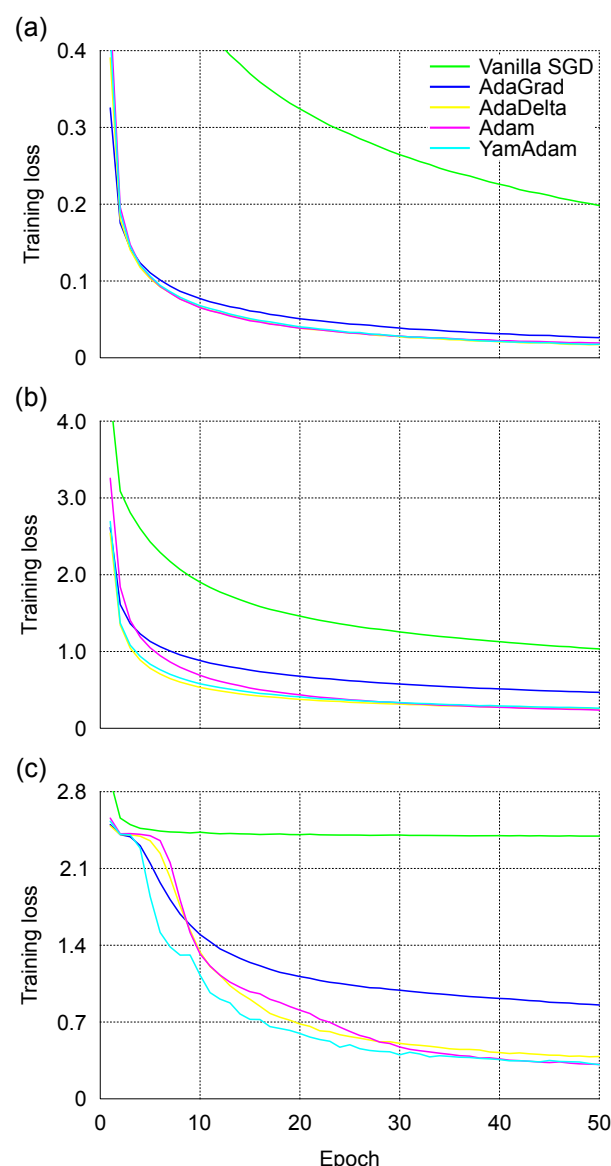 (a)
0.4
0.3
0.2
0.1
0
Training loss
Vanilla SGD
AdaGrad
AdaDelta
Adam
YamAdam
(b)
4.0
3.0
2.0
1.0
0
Training loss
(c)
2.8
2.1
1.4
0.7
0
Training loss
0 10 20 30 40 50
Epoch